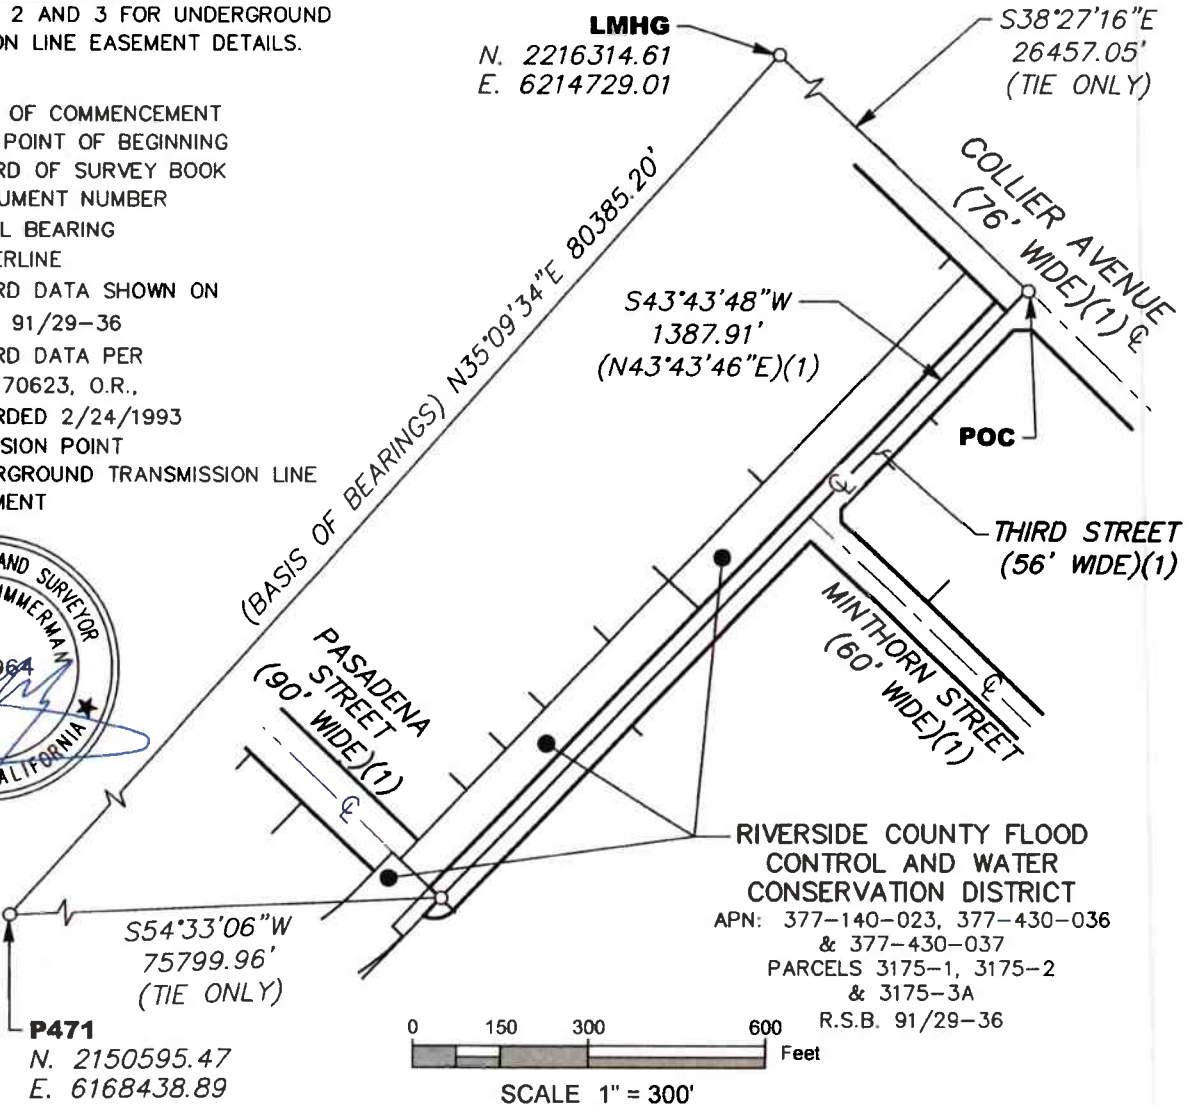 2 AND 3 FOR UNDERGROUND
ON LINE EASEMENT DETAILS.
OF COMMENCEMENT
POINT OF BEGINNING
RD OF SURVEY BOOK
UMENT NUMBER
L BEARING
ERLINE
RD DATA SHOWN ON
91/29-36
RD DATA PER
70623, O.R.,
RDED 2/24/1993
SION POINT
RGROUND TRANSMISSION LINE
MENT
AND SURVEYOR
IMMERMAN
964
CALIFORNIA
LMHG
N. 2216314.61
E. 6214729.01
S38°27'16"E
26457.05'
(TIE ONLY)
COLLIER AVENUE
(76' WIDE)(1) ℄
(BASIS OF BEARINGS) N35°09'34"E 80385.20'
S43°43'48"W
1387.91'
(N43°43'46"E)(1)
POC
℄
THIRD STREET
(56' WIDE)(1)
MINTHORN STREET
(60' WIDE)(1)
℄
PASADENA
STREET
(90' WIDE)(1)
℄
RIVERSIDE COUNTY FLOOD
CONTROL AND WATER
CONSERVATION DISTRICT
APN: 377-140-023, 377-430-036
& 377-430-037
PARCELS 3175-1, 3175-2
& 3175-3A
R.S.B. 91/29-36
S54°33'06"W
75799.96'
(TIE ONLY)
P471
N. 2150595.47
E. 6168438.89
0 150 300 600
Feet
SCALE 1" = 300'